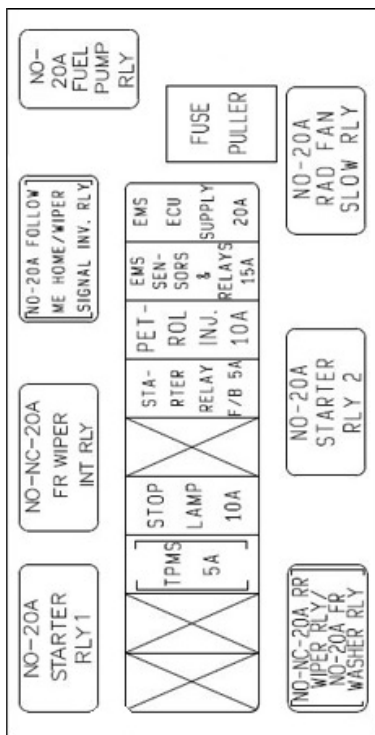 NO-
20A
FUEL
PUMP
RLY
FUSE
PULLER
NO-20A
RAD FAN
SLOW RLY
NO-20A FOLLOW
ME HOME/WIPER
SIGNAL INV. RLY
EMS
ECU
SUPPLY
20A
EMS
SEN-
SORS
&
RELAYS
15A
PET-
ROL
INJ.
10A
STA-
RTER
RELAY
F/B 5A
NO-NC-20A
FR WIPER
INT RLY
NO-20A
STARTER
RLY 2
STOP
LAMP
10A
TPMS
5A
NO-20A
STARTER
RLY1
NO-NC-20A RR
WIPER RLY/
NO-20A FR
WASHER RLY